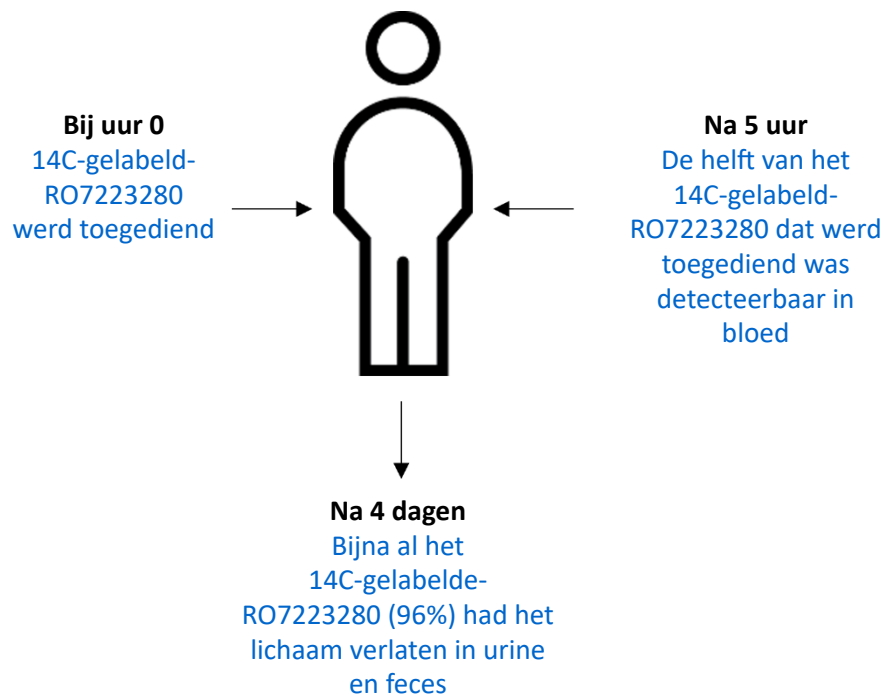 Bij uur 0
14C-gelabeld-
RO7223280
werd toegediend
Na 5 uur
De helft van het
14C-gelabeld-
RO7223280 dat werd
toegediend was
detecteerbaar in
bloed
Na 4 dagen
Bijna al het
14C-gelabelde-
RO7223280 (96%) had het
lichaam verlaten in urine
en feces